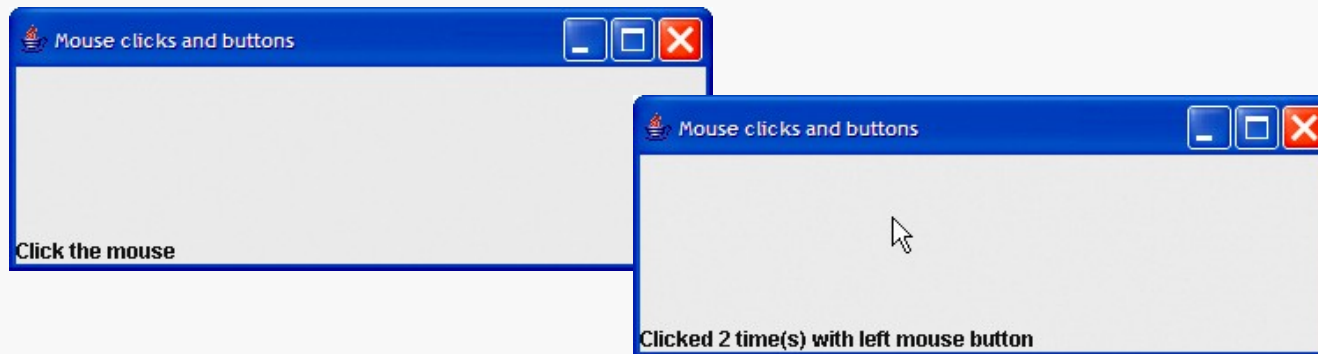 Mouse clicks and buttons
Click the mouse
Mouse clicks and buttons
Clicked 2 time(s) with left mouse button